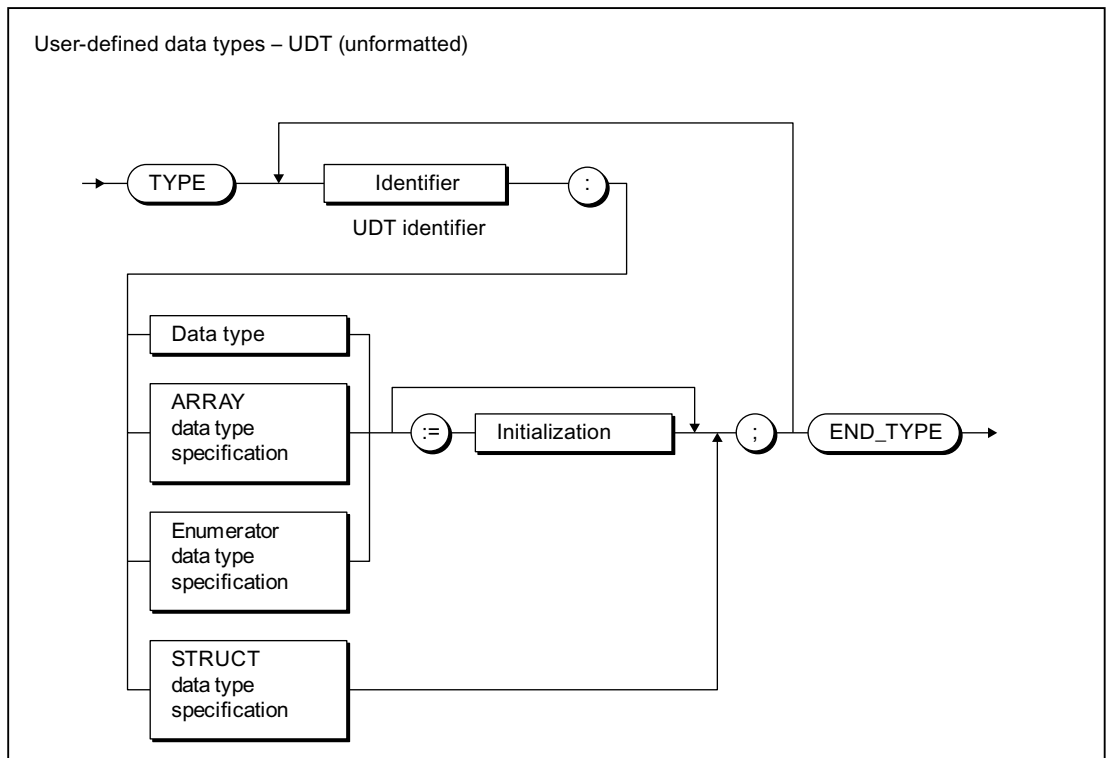 User-defined data types – UDT (unformatted)
TYPE
Identifier
:
UDT identifier
Data type
ARRAY
data type
specification
:=
Initialization
;
END_TYPE
Enumerator
data type
specification
STRUCT
data type
specification